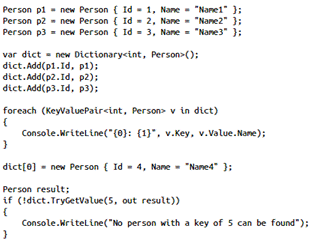 Person p1 = new Person { Id = 1, Name = "Name1" };
Person p2 = new Person { Id = 2, Name = "Name2" };
Person p3 = new Person { Id = 3, Name = "Name3" };
var dict = new Dictionary<int, Person>();
dict.Add(p1.Id, p1);
dict.Add(p2.Id, p2);
dict.Add(p3.Id, p3);
foreach (KeyValuePair<int, Person> v in dict)
{
    Console.WriteLine("{0}: {1}", v.Key, v.Value.Name);
}
dict[0] = new Person { Id = 4, Name = "Name4" };
Person result;
if (!dict.TryGetValue(5, out result))
{
    Console.WriteLine("No person with a key of 5 can be found");
}